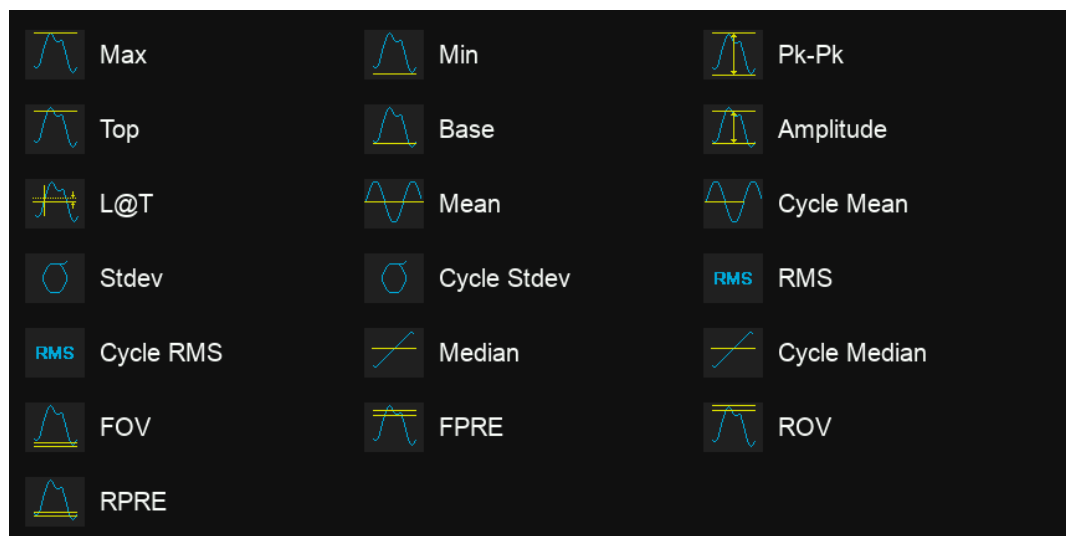 Max Min Pk-Pk
Top Base Amplitude
L@T Mean Cycle Mean
Stdev Cycle Stdev RMS RMS
RMS Cycle RMS Median Cycle Median
FOV FPRE ROV
RPRE